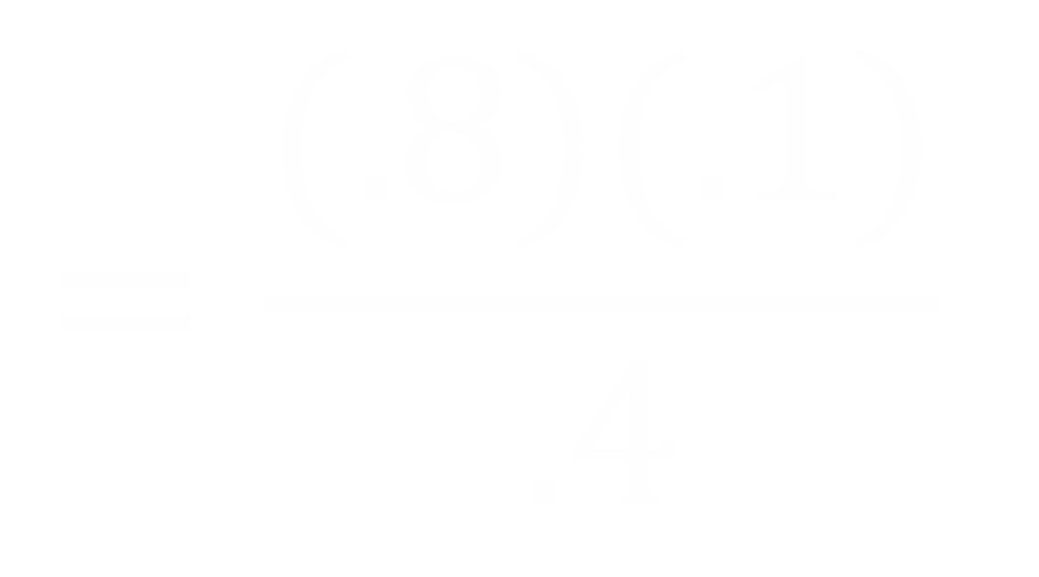 = (.8)(.1)
.4